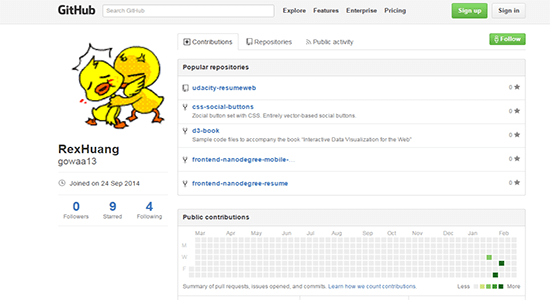 GitHub
Search GitHub
Explore Features Enterprise Pricing
Sign up Sign in
RexHuang
gowaa13
Joined on 24 Sep 2014
0 9 4
Followers Starred Following
Contributions Repositories Public activity
Follow
Popular repositories
udacity-resumeweb 0
css-social-buttons 0
Zocial button set with CSS. Entirely vector-based social buttons.
d3-book 0
Sample code files to accompany the book "Interactive Data Visualization for the Web"
frontend-nanodegree-mobile-... 0
frontend-nanodegree-resume 0
Public contributions
Mar Apr May Jun Jul Aug Sep Oct Nov Dec Jan Feb
M
W
F
Summary of pull requests, issues opened, and commits. Learn how we count contributions.
Less More